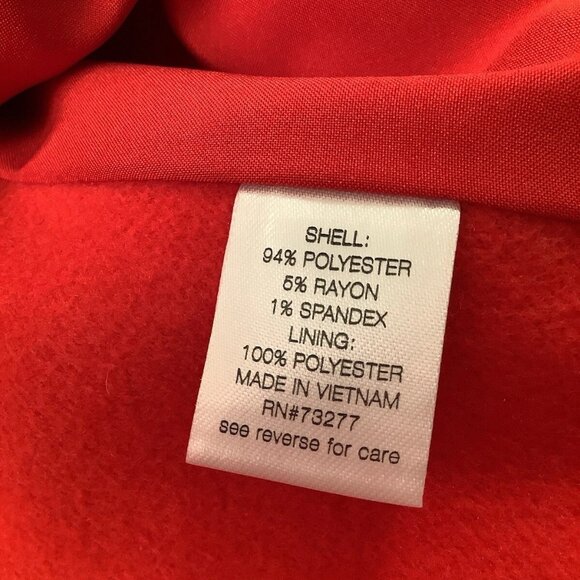 SHELL:
94% POLYESTER
5% RAYON
1% SPANDEX
LINING:
100% POLYESTER
MADE IN VIETNAM
RN#73277
see reverse for care